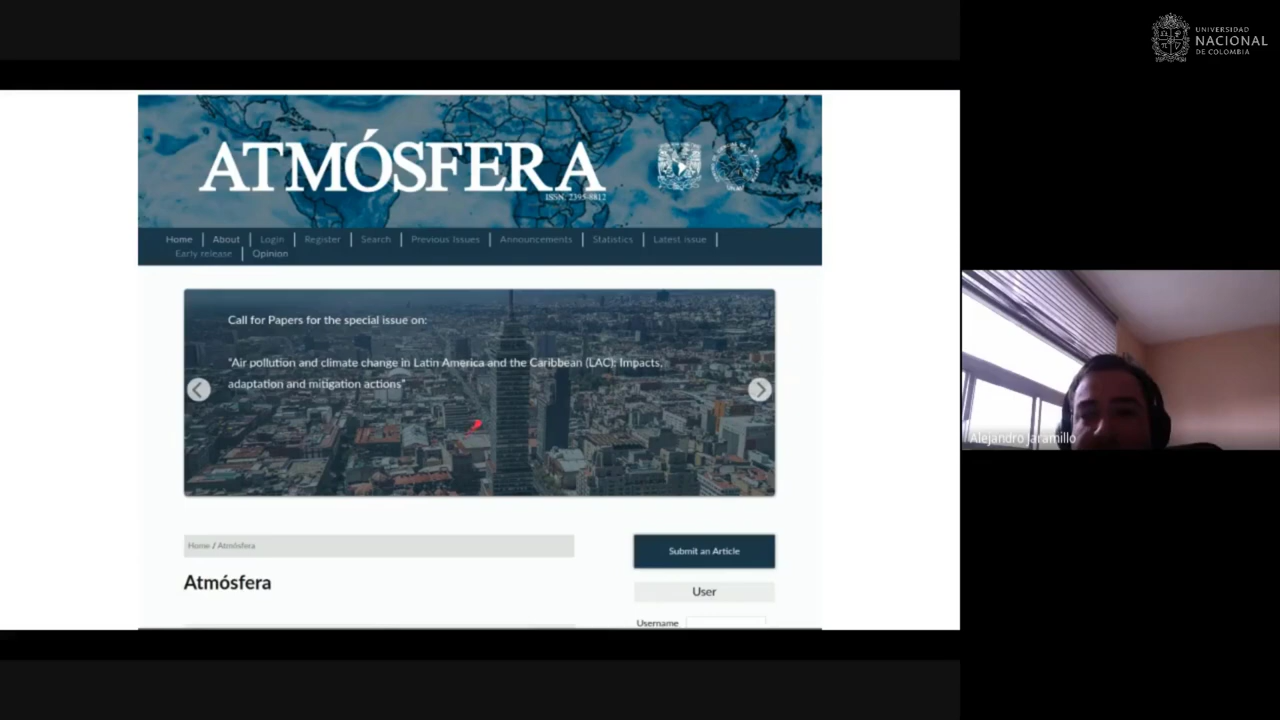 UNIVERSIDAD
NACIONAL
DE COLOMBIA
ATMÓSFERA
ISSN: 2395-8812
Home | About | Login | Register | Search | Previous Issues | Announcements | Statistics | Latest issue |
Early release | Opinion
Call for Papers for the special issue on:
"Air pollution and climate change in Latin America and the Caribbean (LAC): Impacts,
adaptation and mitigation actions"
Home / Atmósfera
Submit an Article
Atmósfera
User
Username
Alejandro Jaramillo